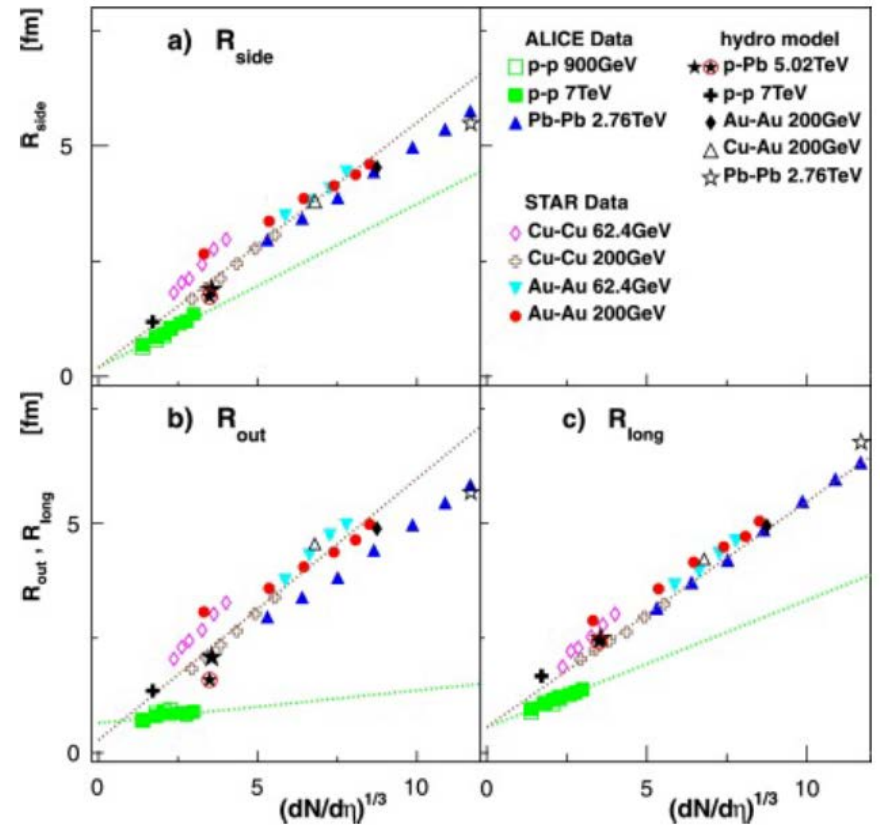 [fm]
R_side
a) R_side
5
0
ALICE Data
p-p 900GeV
p-p 7TeV
Pb-Pb 2.76TeV
STAR Data
Cu-Cu 62.4GeV
Cu-Cu 200GeV
Au-Au 62.4GeV
Au-Au 200GeV
hydro model
p-Pb 5.02TeV
p-p 7TeV
Au-Au 200GeV
Cu-Au 200GeV
Pb-Pb 2.76TeV
[fm]
R_out , R_long
b) R_out
c) R_long
5
0
0 5 10
5 10
(dN/dη)^1/3
(dN/dη)^1/3